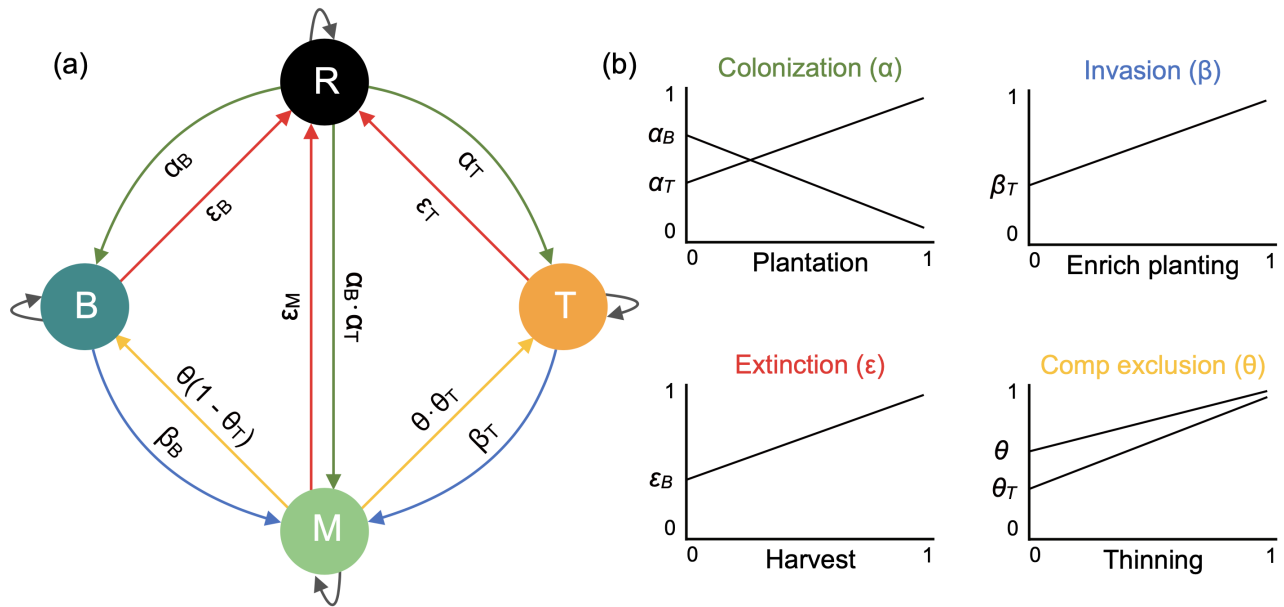 (a)
R
αB
εB
αT
εT
B
T
εM
αB · αT
θ(1 - θT)
θ · θT
βB
βT
M
(b)
Colonization (α)
1
αB
αT
0
0
1
Plantation
Invasion (β)
1
βT
0
0
1
Enrich planting
Extinction (ε)
1
εB
0
0
1
Harvest
Comp exclusion (θ)
1
θ
θT
0
0
1
Thinning